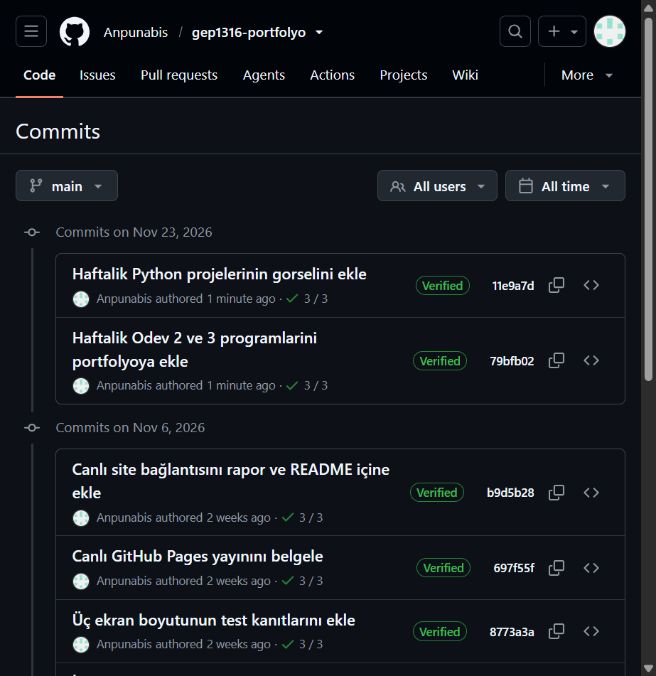 Anpunabis / gep1316-portfolyo
Code Issues Pull requests Agents Actions Projects Wiki More
Commits
main All users All time
Commits on Nov 23, 2026
Haftalik Python projelerinin gorselini ekle
Verified 11e9a7d
Anpunabis authored 1 minute ago · 3 / 3
Haftalik Odev 2 ve 3 programlarini
portfolyoya ekle
Verified 79bfb02
Anpunabis authored 1 minute ago · 3 / 3
Commits on Nov 6, 2026
Canlı site bağlantısını rapor ve README içine
ekle
Verified b9d5b28
Anpunabis authored 2 weeks ago · 3 / 3
Canlı GitHub Pages yayınını belgele
Verified 697f55f
Anpunabis authored 2 weeks ago · 3 / 3
Üç ekran boyutunun test kanıtlarını ekle
Verified 8773a3a
Anpunabis authored 2 weeks ago · 3 / 3